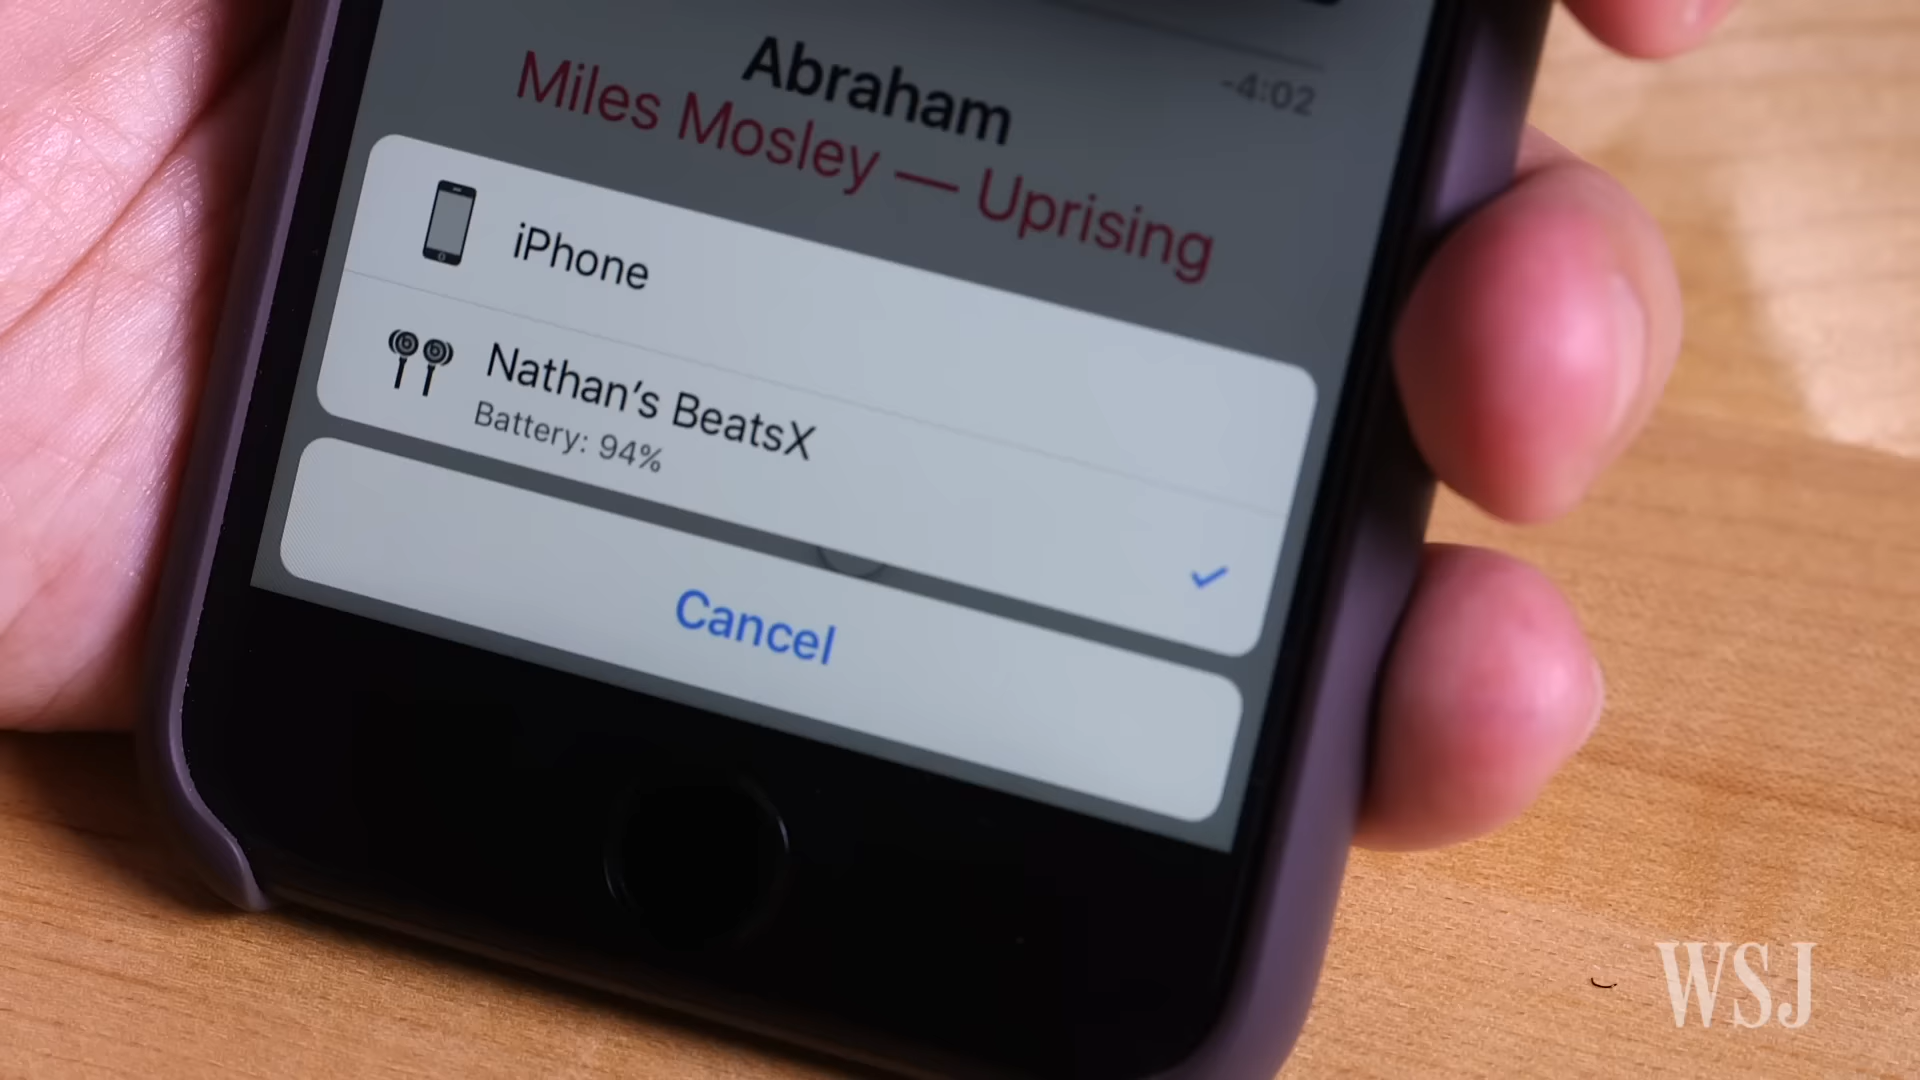 -4:02
Abraham
Miles Mosley — Uprising
iPhone
Nathan’s BeatsX
Battery: 94%
Cancel
WSJ